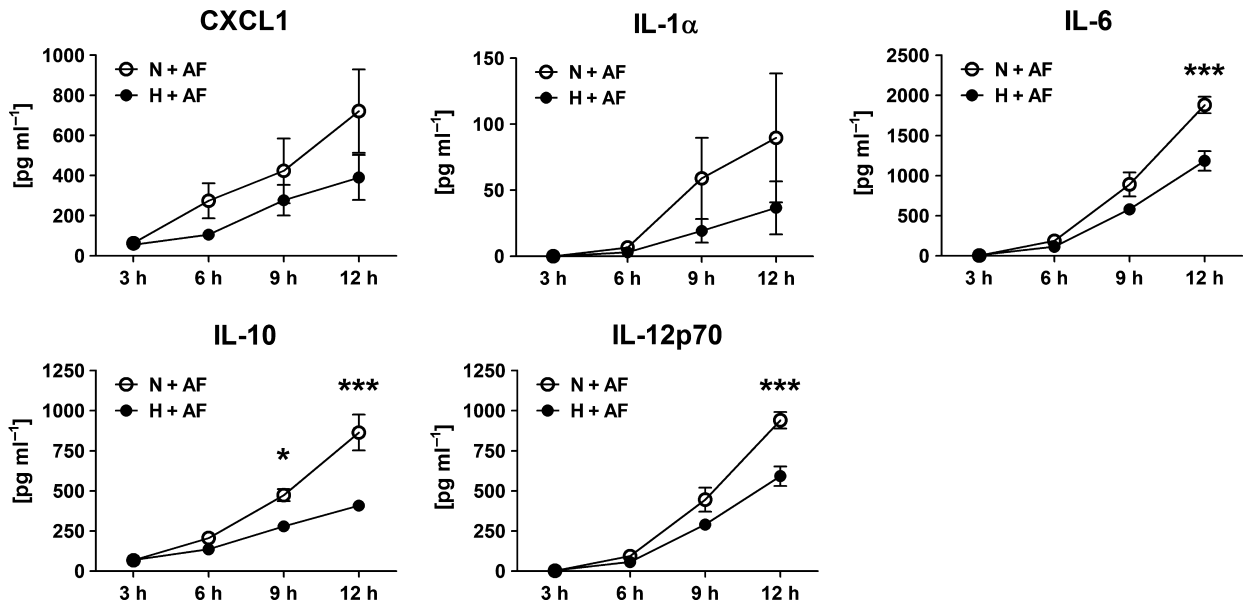 CXCL1
[pg ml⁻¹]
1000
800
600
400
200
0
N + AF
H + AF
3 h 6 h 9 h 12 h
IL-1α
[pg ml⁻¹]
150
100
50
0
N + AF
H + AF
3 h 6 h 9 h 12 h
IL-6
[pg ml⁻¹]
2500
2000
1500
1000
500
0
N + AF
H + AF
***
3 h 6 h 9 h 12 h
IL-10
[pg ml⁻¹]
1250
1000
750
500
250
0
N + AF
H + AF
***
*
3 h 6 h 9 h 12 h
IL-12p70
[pg ml⁻¹]
1250
1000
750
500
250
0
N + AF
H + AF
***
3 h 6 h 9 h 12 h